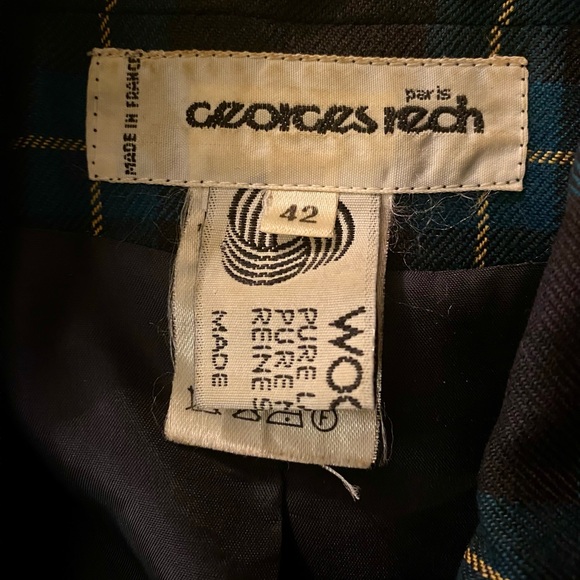 MADE IN FRANCE
paris
georges rech
42
WOO
PURE L
PURE N
REINE S
MADE
F